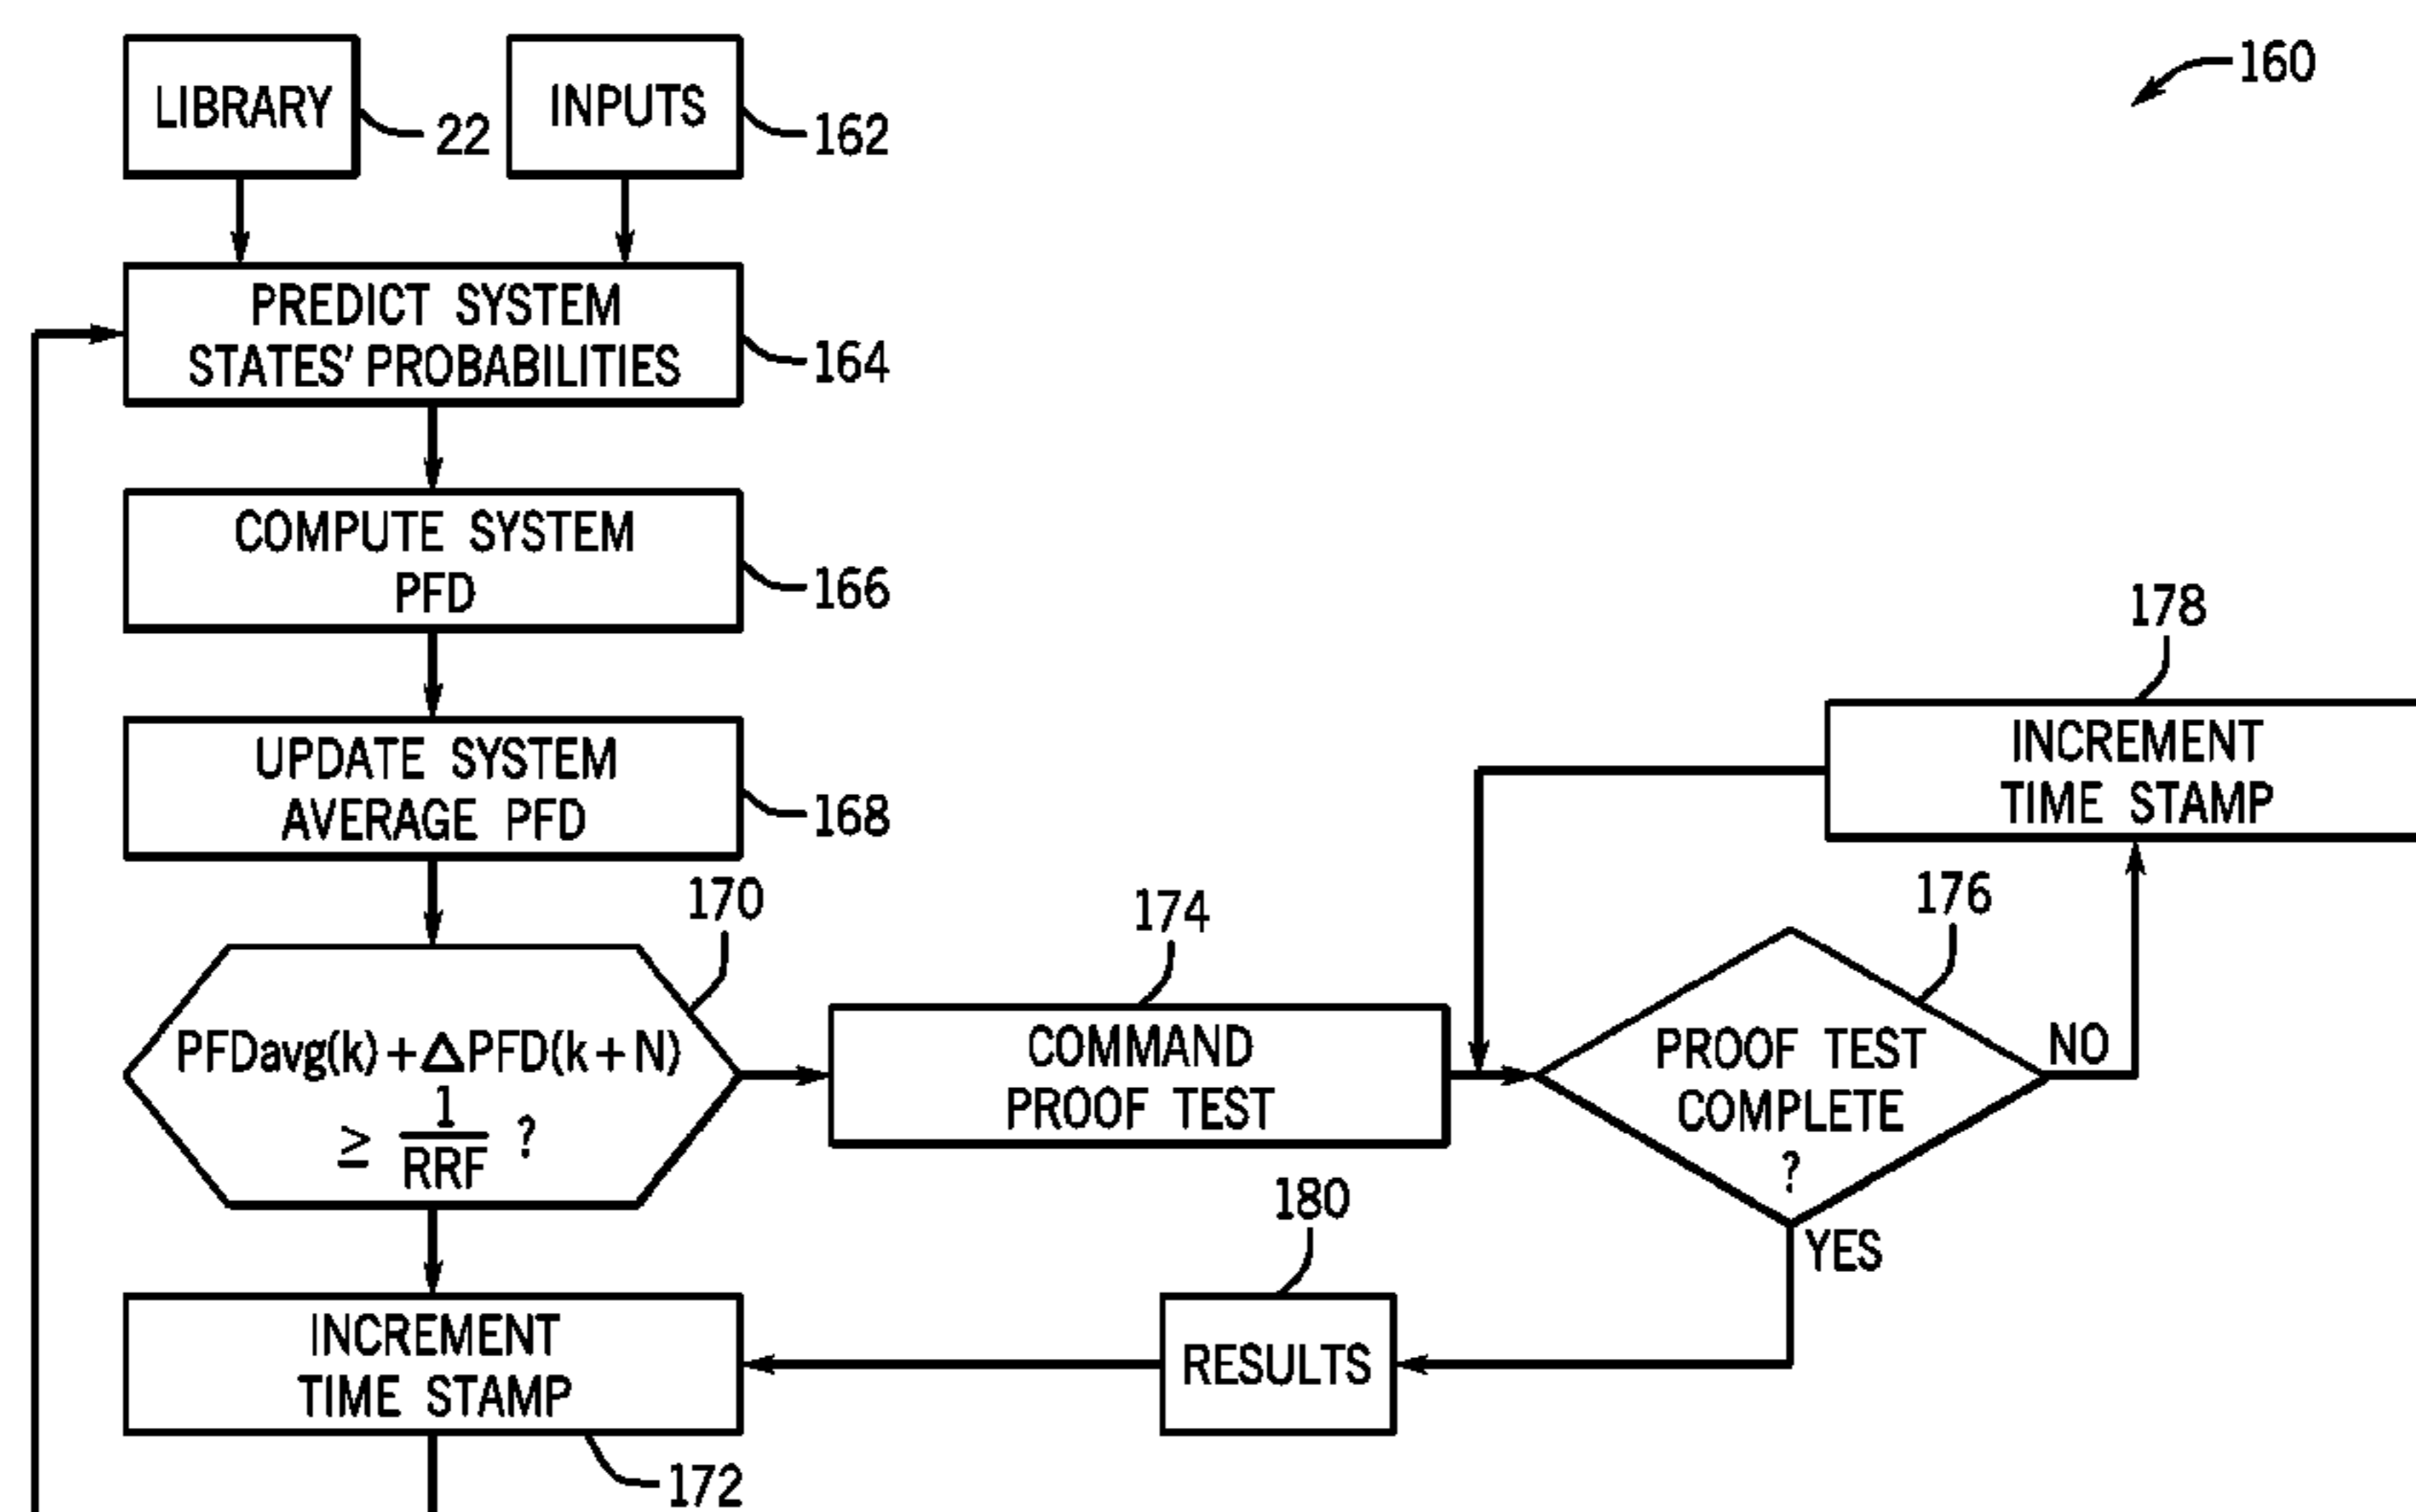 160
LIBRARY
22
INPUTS
162
PREDICT SYSTEM
STATES' PROBABILITIES
164
COMPUTE SYSTEM
PFD
166
UPDATE SYSTEM
AVERAGE PFD
168
170
PFDavg(k)+ΔPFD(k+N)
≥ 1/RRF ?
174
COMMAND
PROOF TEST
178
INCREMENT
TIME STAMP
176
PROOF TEST
COMPLETE
?
NO
YES
180
RESULTS
INCREMENT
TIME STAMP
172